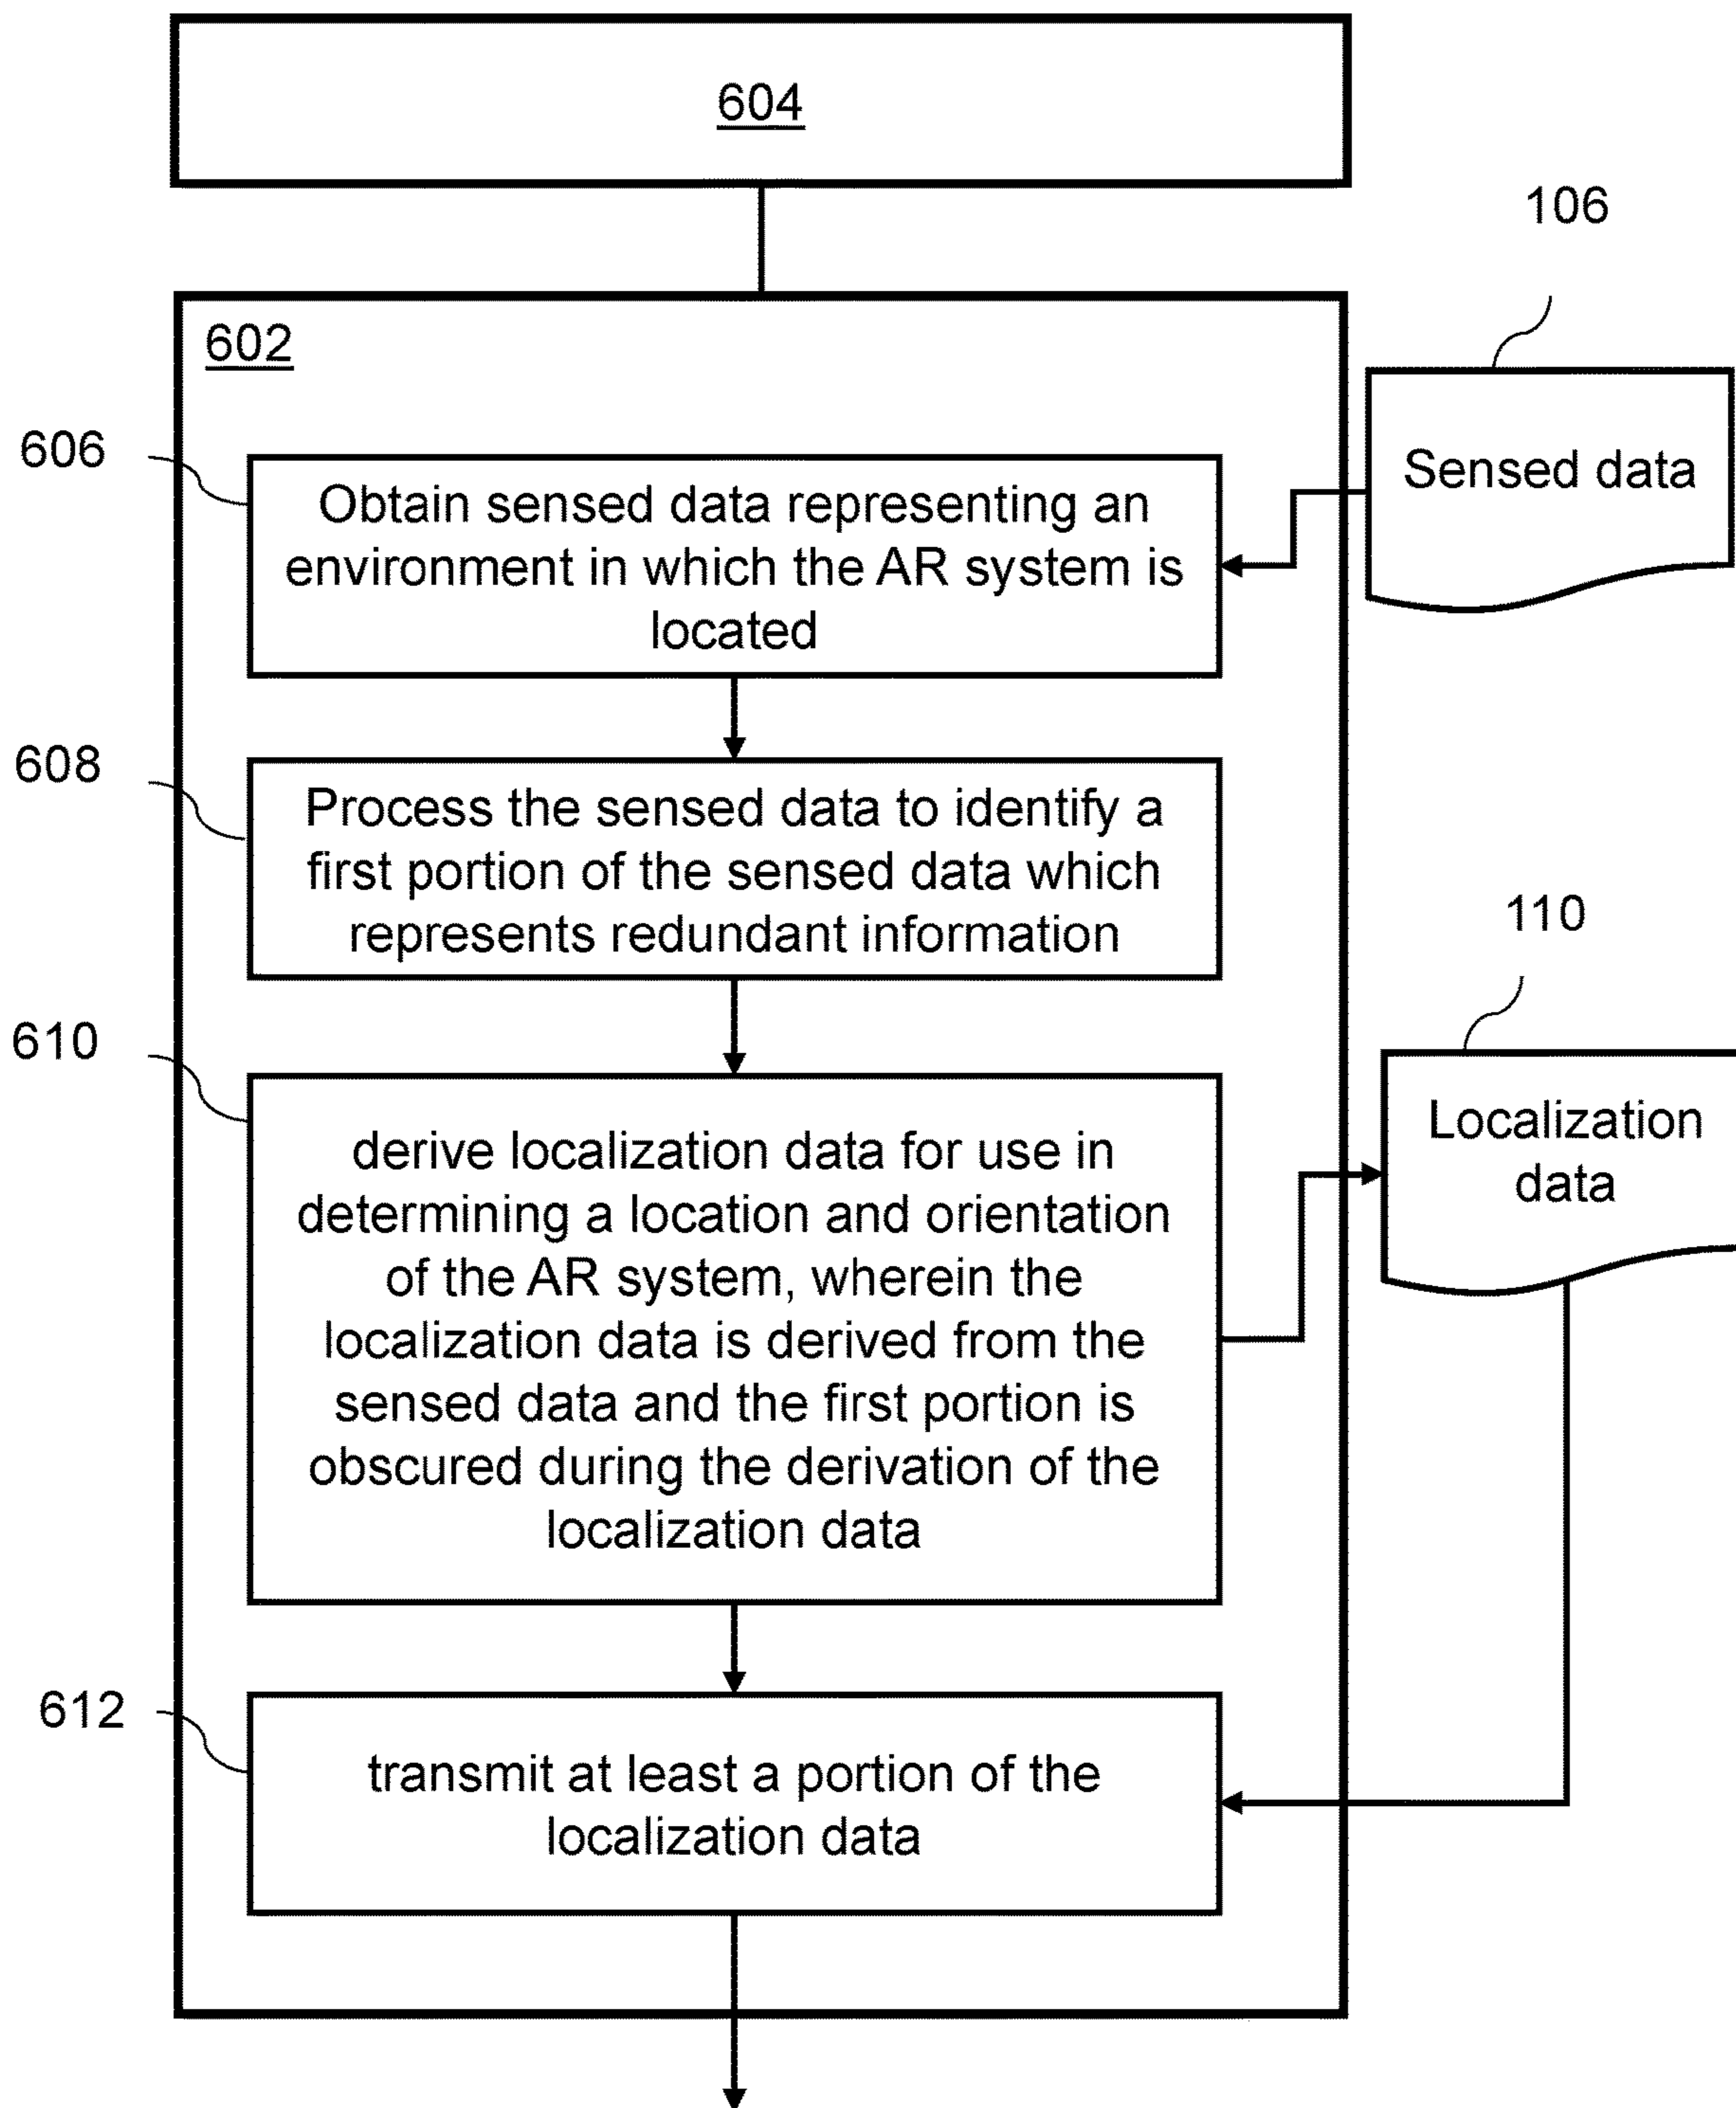 604
106
602
606
Sensed data
Obtain sensed data representing an
environment in which the AR system is
located
608
Process the sensed data to identify a
first portion of the sensed data which
represents redundant information
110
610
Localization
data
derive localization data for use in
determining a location and orientation
of the AR system, wherein the
localization data is derived from the
sensed data and the first portion is
obscured during the derivation of the
localization data
612
transmit at least a portion of the
localization data